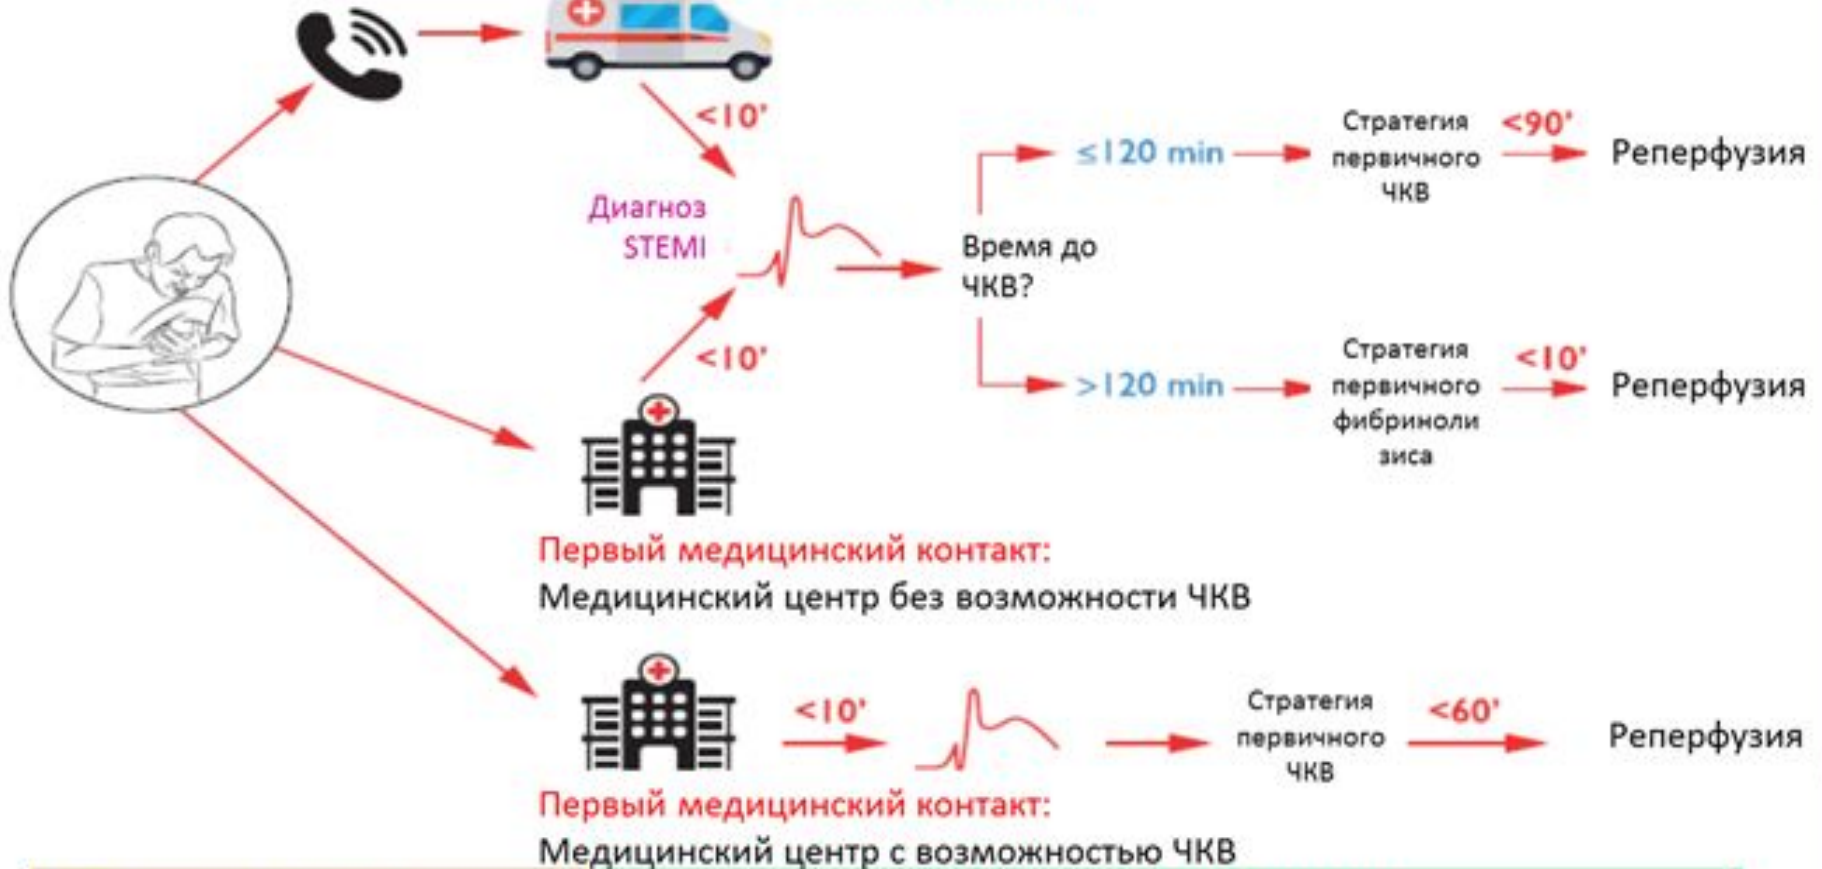 <10'
Диагноз
STEMI
<10'
Время до
ЧКВ?
≤120 min
Стратегия
первичного
ЧКВ
<90'
Реперфузия
>120 min
Стратегия
первичного
фибриноли
зиса
<10'
Реперфузия
Первый медицинский контакт:
Медицинский центр без возможности ЧКВ
<10'
Стратегия
первичного
ЧКВ
<60'
Реперфузия
Первый медицинский контакт:
Медицинский центр с возможностью ЧКВ